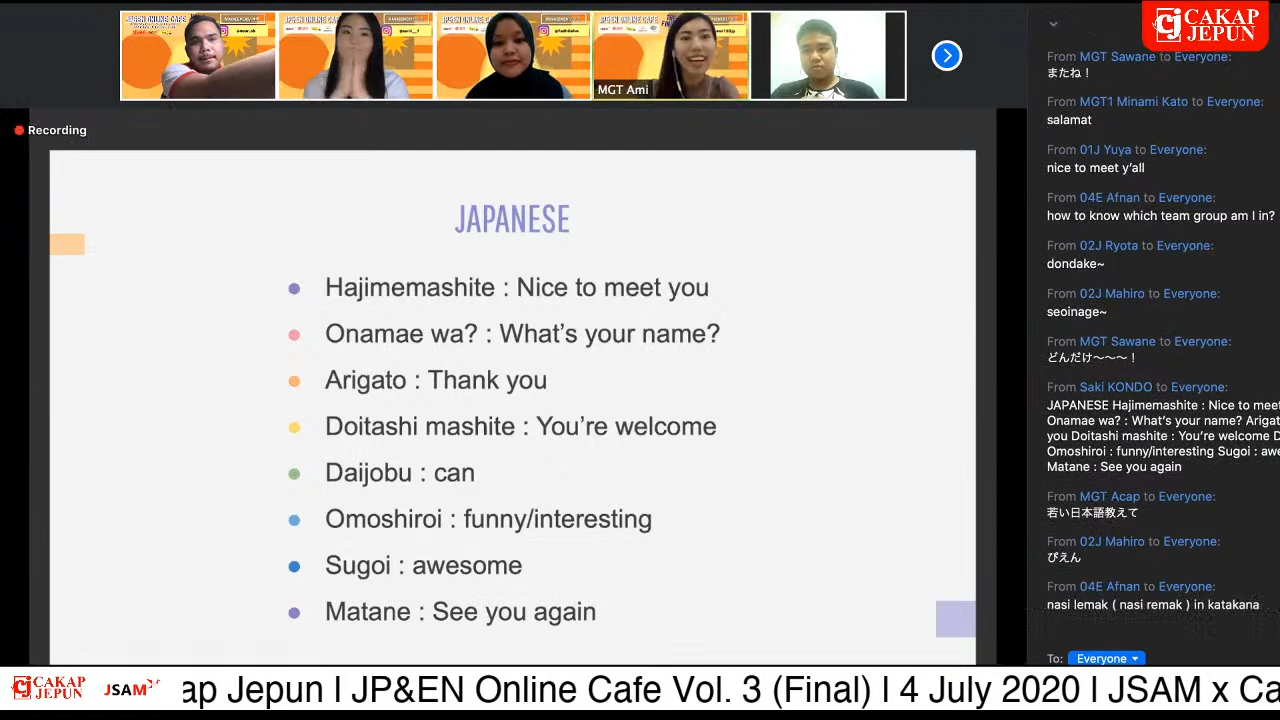 JP&EN ONLINE CAFE
MGT Ami
Recording
JAPANESE
Hajimemashite : Nice to meet you
Onamae wa? : What's your name?
Arigato : Thank you
Doitashi mashite : You're welcome
Daijobu : can
Omoshiroi : funny/interesting
Sugoi : awesome
Matane : See you again
CAKAP
JEPUN
From MGT Sawane to Everyone:
またね！
From MGT1 Minami Kato to Everyone:
salamat
From 01J Yuya to Everyone:
nice to meet y'all
From 04E Afnan to Everyone:
how to know which team group am I in?
From 02J Ryota to Everyone:
dondake~
From 02J Mahiro to Everyone:
seoinage~
From MGT Sawane to Everyone:
どんだけ〜〜〜！
From Saki KONDO to Everyone:
JAPANESE Hajimemashite : Nice to meet
Onamae wa? : What's your name? Arigat
you Doitashi mashite : You're welcome D
Omoshiroi : funny/interesting Sugoi : awe
Matane : See you again
From MGT Acap to Everyone:
若い日本語教えて
From 02J Mahiro to Everyone:
ぴえん
From 04E Afnan to Everyone:
nasi lemak ( nasi remak ) in katakana
To: Everyone
CAKAP
JEPUN
JSAM
ap Jepun I JP&EN Online Cafe Vol. 3 (Final) I 4 July 2020 I JSAM x Ca